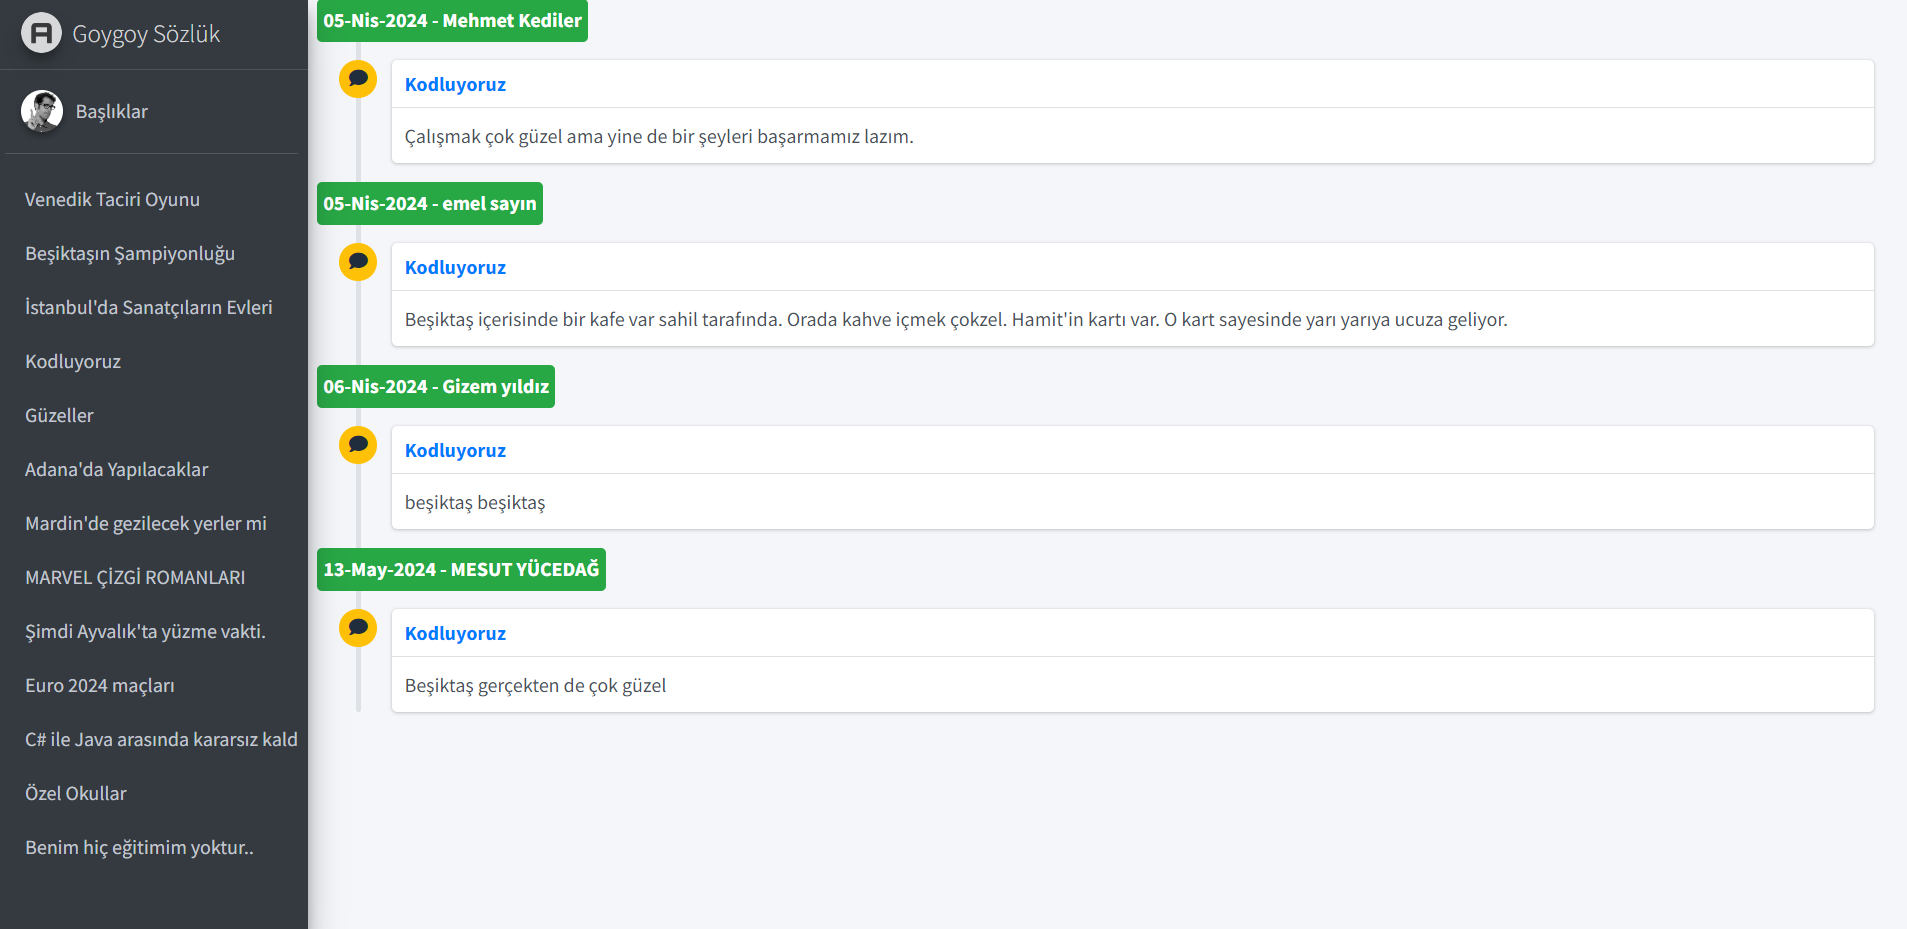 Goygoy Sözlük
Başlıklar
Venedik Taciri Oyunu
Beşiktaşın Şampiyonluğu
İstanbul'da Sanatçıların Evleri
Kodluyoruz
Güzeller
Adana'da Yapılacaklar
Mardin'de gezilecek yerler mi
MARVEL ÇİZGİ ROMANLARI
Şimdi Ayvalık'ta yüzme vakti.
Euro 2024 maçları
C# ile Java arasında kararsız kald
Özel Okullar
Benim hiç eğitimim yoktur..
05-Nis-2024 - Mehmet Kediler
Kodluyoruz
Çalışmak çok güzel ama yine de bir şeyleri başarmamız lazım.
05-Nis-2024 - emel sayın
Kodluyoruz
Beşiktaş içerisinde bir kafe var sahil tarafında. Orada kahve içmek çokzel. Hamit'in kartı var. O kart sayesinde yarı yarıya ucuza geliyor.
06-Nis-2024 - Gizem yıldız
Kodluyoruz
beşiktaş beşiktaş
13-May-2024 - MESUT YÜCEDAĞ
Kodluyoruz
Beşiktaş gerçekten de çok güzel